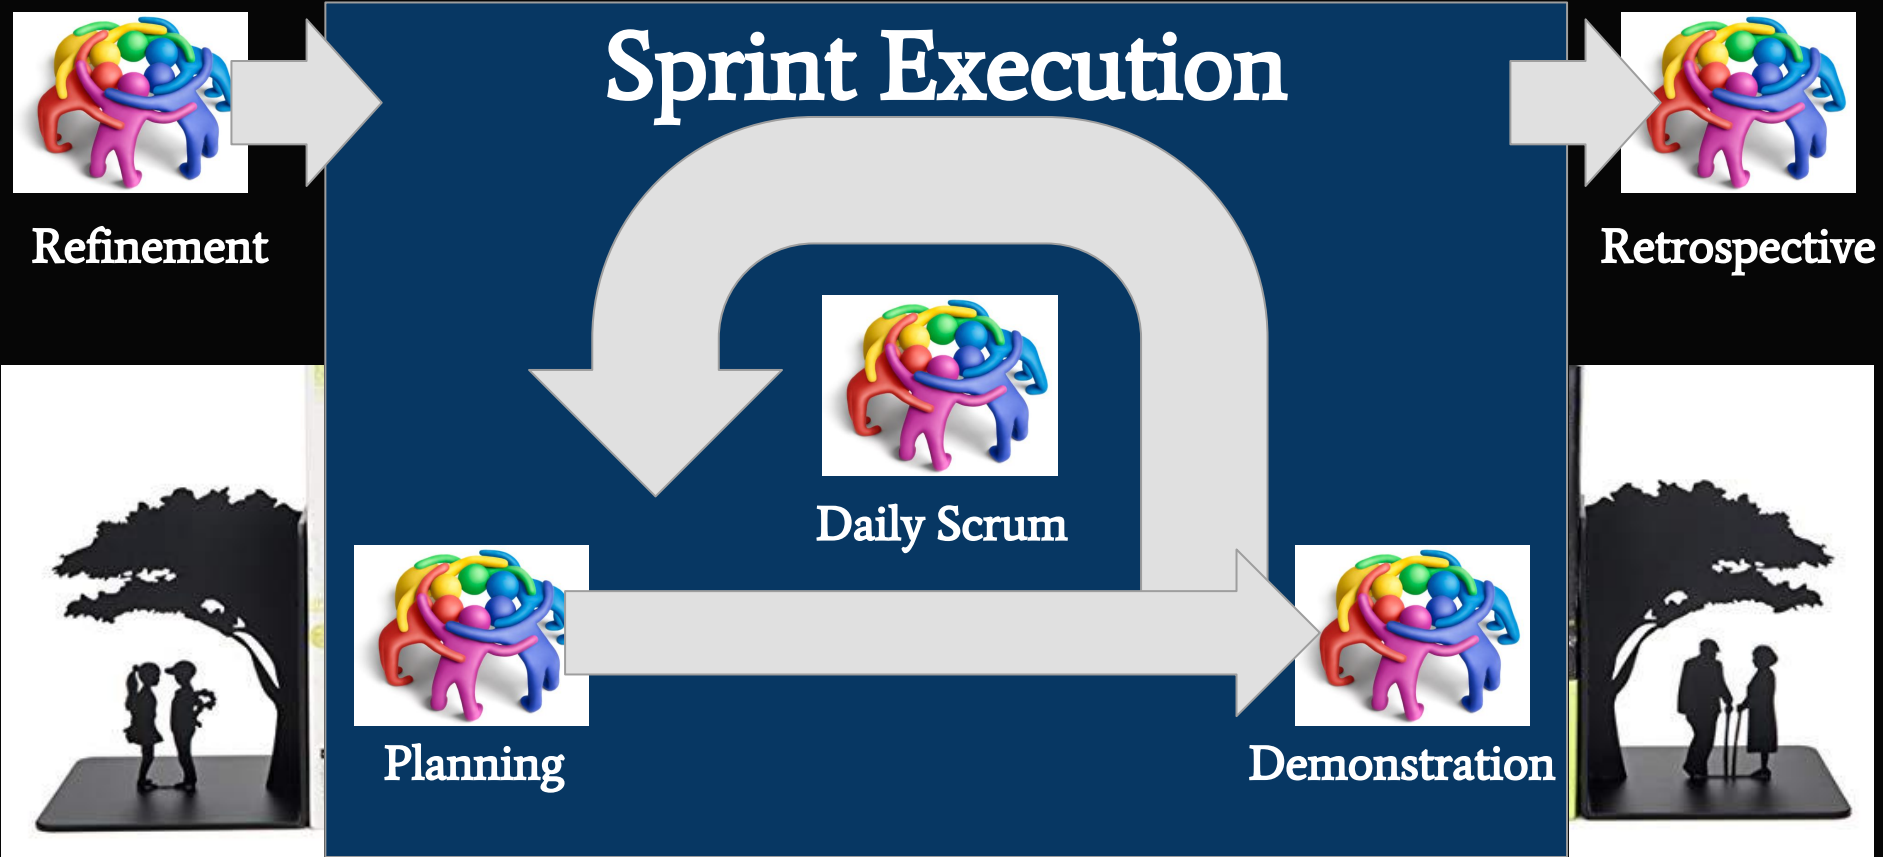 Sprint Execution
Refinement
Retrospective
Daily Scrum
Planning
Demonstration